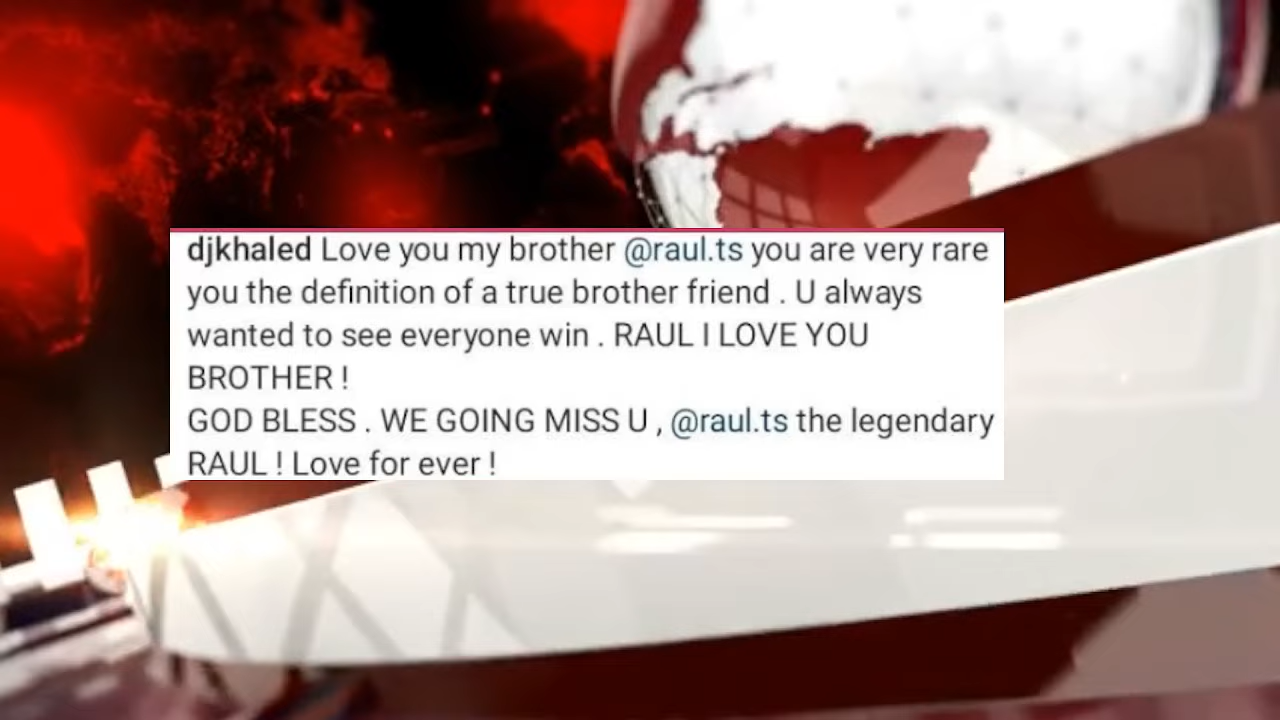 djkhaled Love you my brother @raul.ts you are very rare
you the definition of a true brother friend . U always
wanted to see everyone win . RAUL I LOVE YOU
BROTHER !
GOD BLESS . WE GOING MISS U , @raul.ts the legendary
RAUL ! Love for ever !